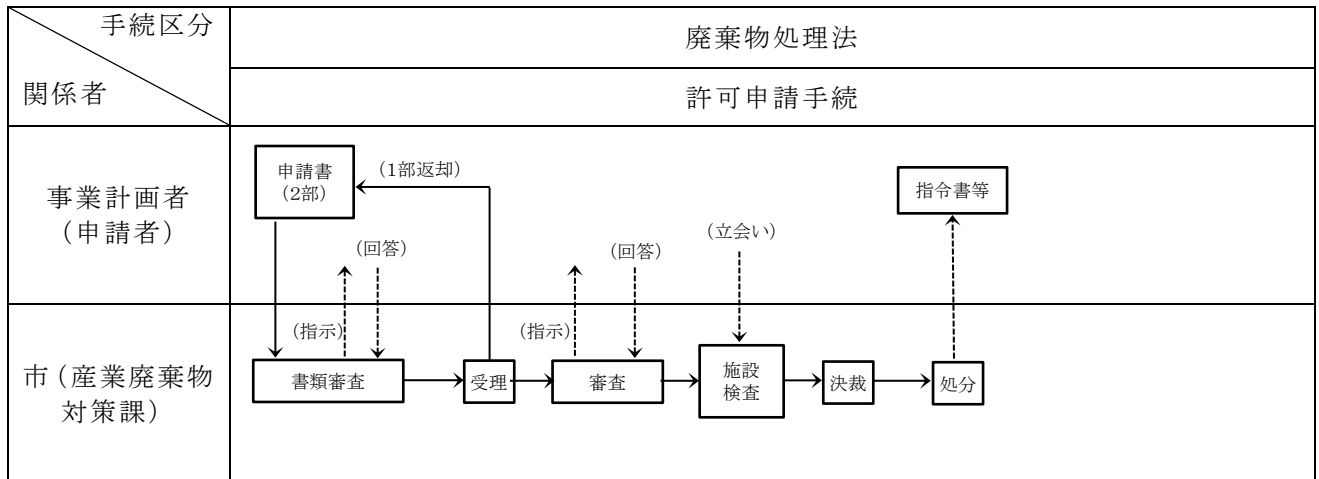 手続区分
関係者
廃棄物処理法
許可申請手続
事業計画者
(申請者)
申請書
(2部)
(1部返却)
(回答)
(回答)
(立会い)
指令書等
市(産業廃棄物
対策課)
(指示)
(指示)
書類審査
受理
審査
施設
検査
決裁
処分